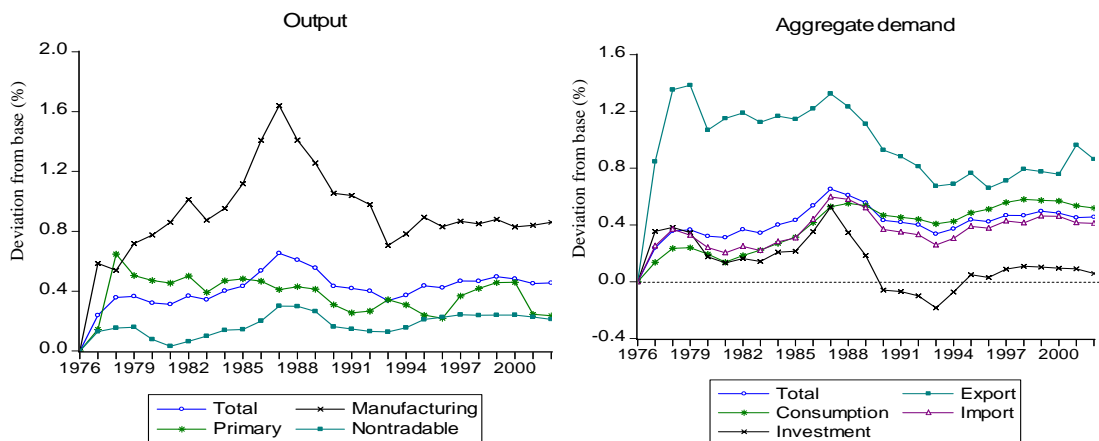 Output
Deviation from base (%)
2.0
1.6
1.2
0.8
0.4
0.0
1976 1979 1982 1985 1988 1991 1994 1997 2000
Total Manufacturing
Primary Nontradable
Aggregate demand
Deviation from base (%)
1.6
1.2
0.8
0.4
0.0
-0.4
1976 1979 1982 1985 1988 1991 1994 1997 2000
Total Export
Consumption Import
Investment